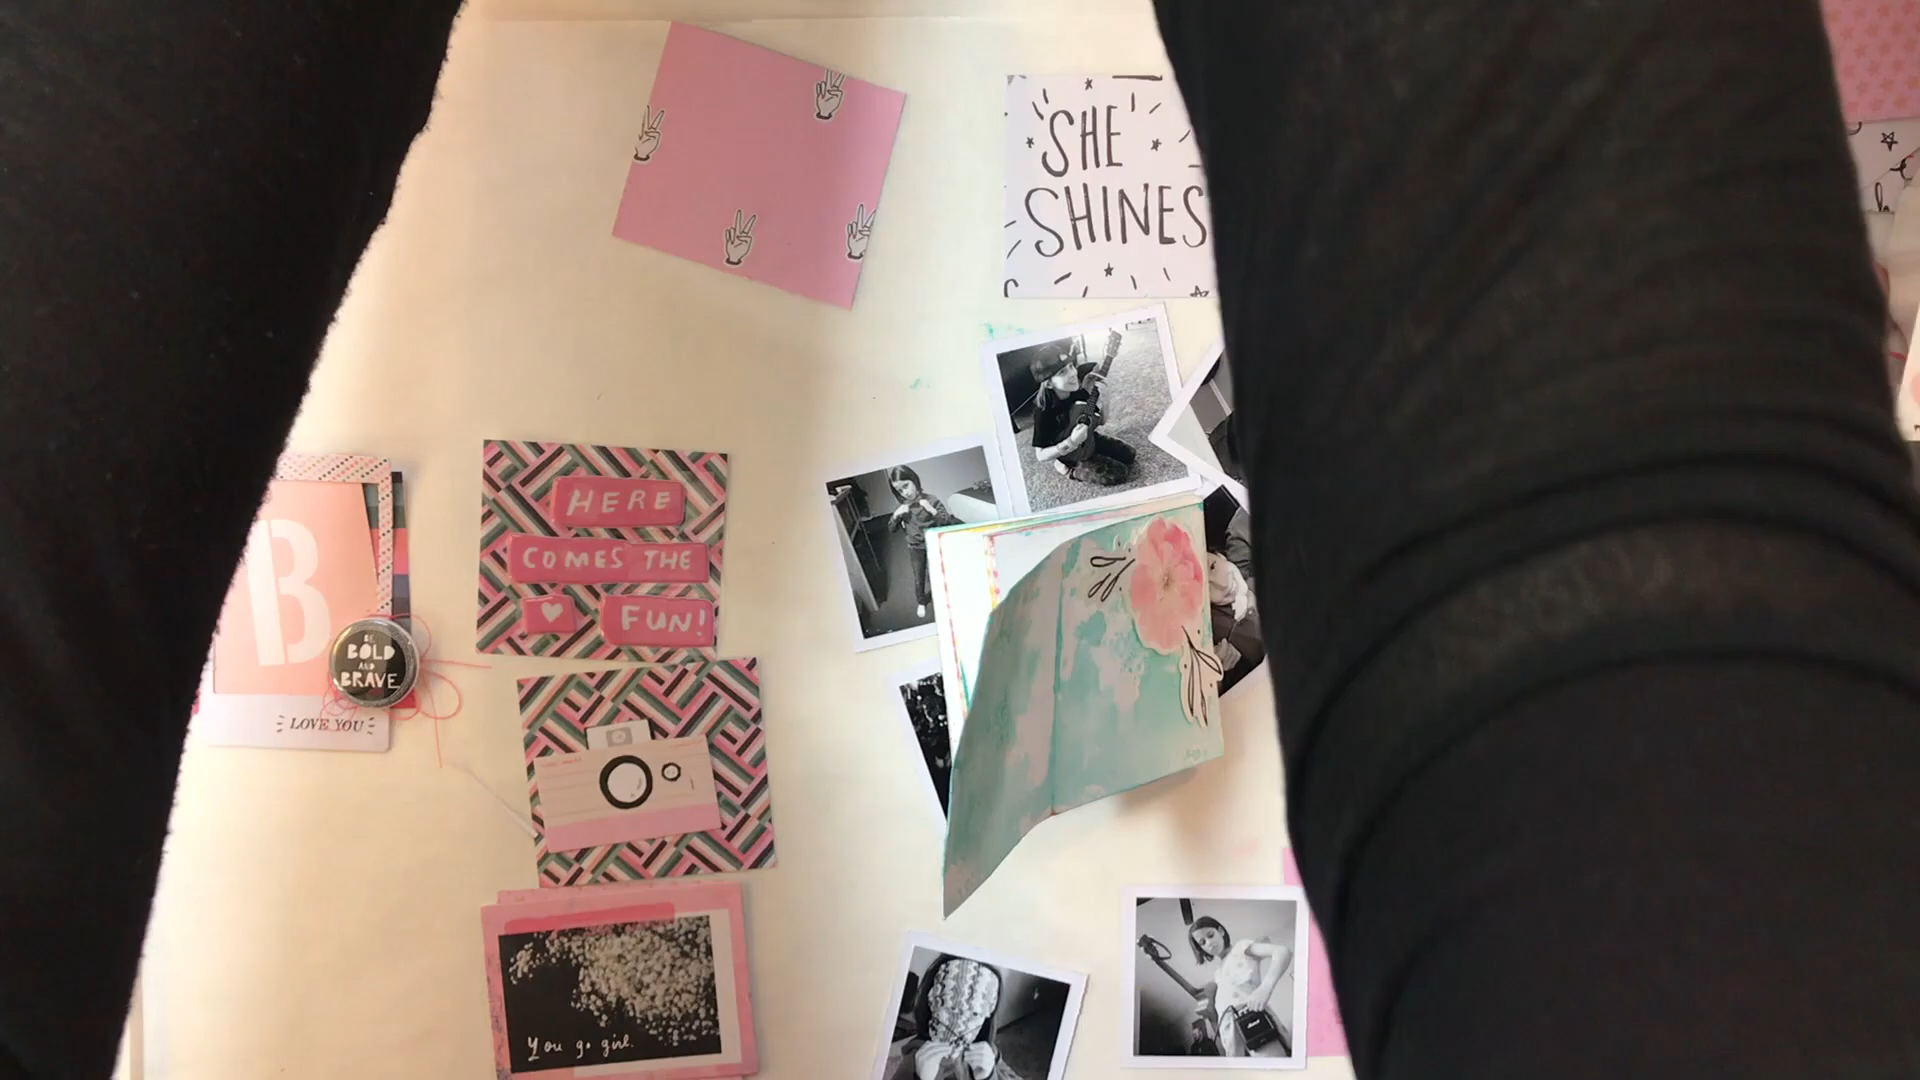 SHE
SHINES
HERE
COMES THE
FUN!
B
BE
BOLD
AND
BRAVE
LOVE YOU
You go girl.